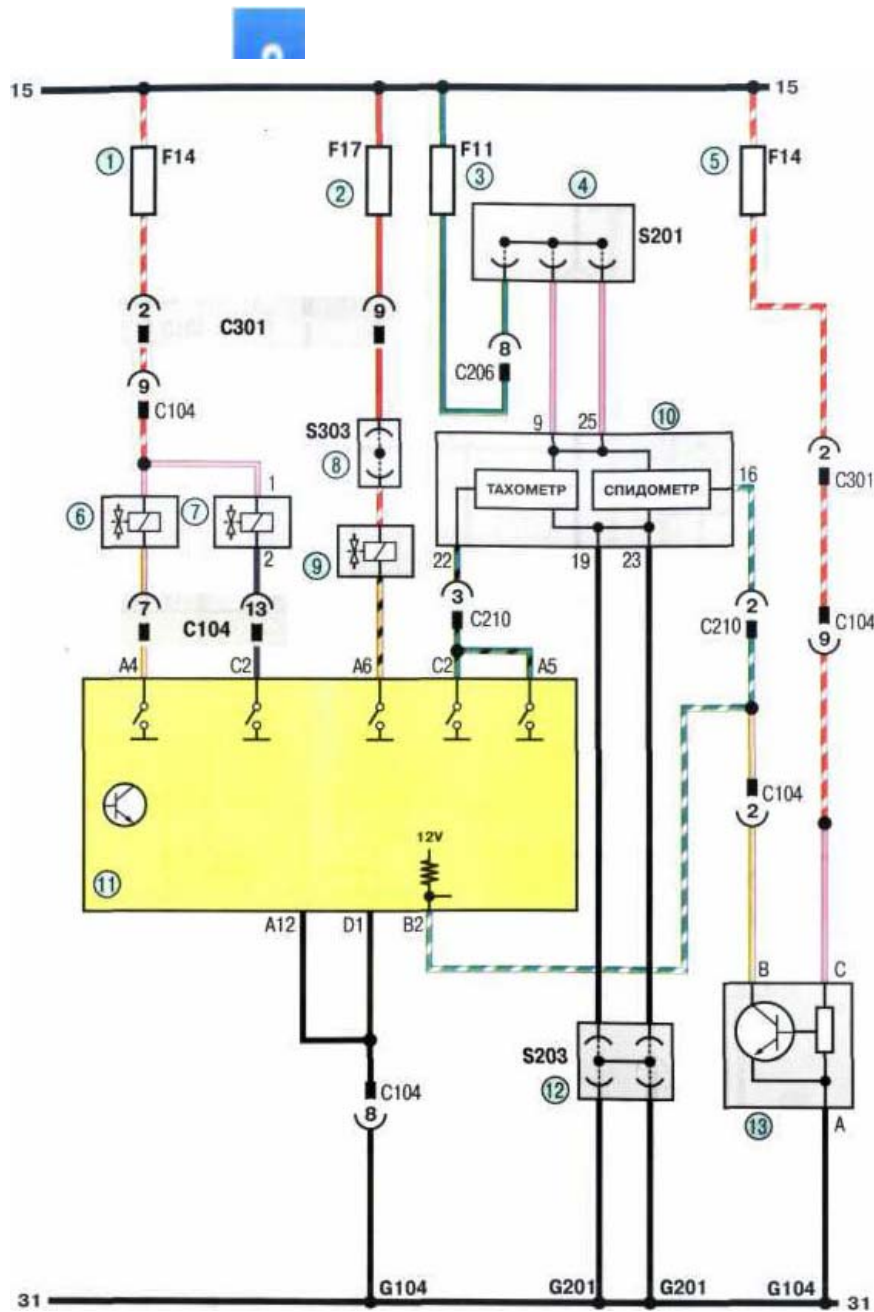 15 15
1 F14 F17 2 F11 3 4 5 F14
S201
2 9
C301
8
9 C206
C104
S303 9 25 10
8 2
1 16 C301
6 7 ТАХОМЕТР СПИДОМЕТР
2 9 22 19 23
7 13 3 2 C104
C104 C210 C210 9
A4 C2 A6 C2 A5
C104
2
12V
11
A12 D1 B2
B C
S203
C104 12
8 13 A
G104 G201 G201 G104
31 31